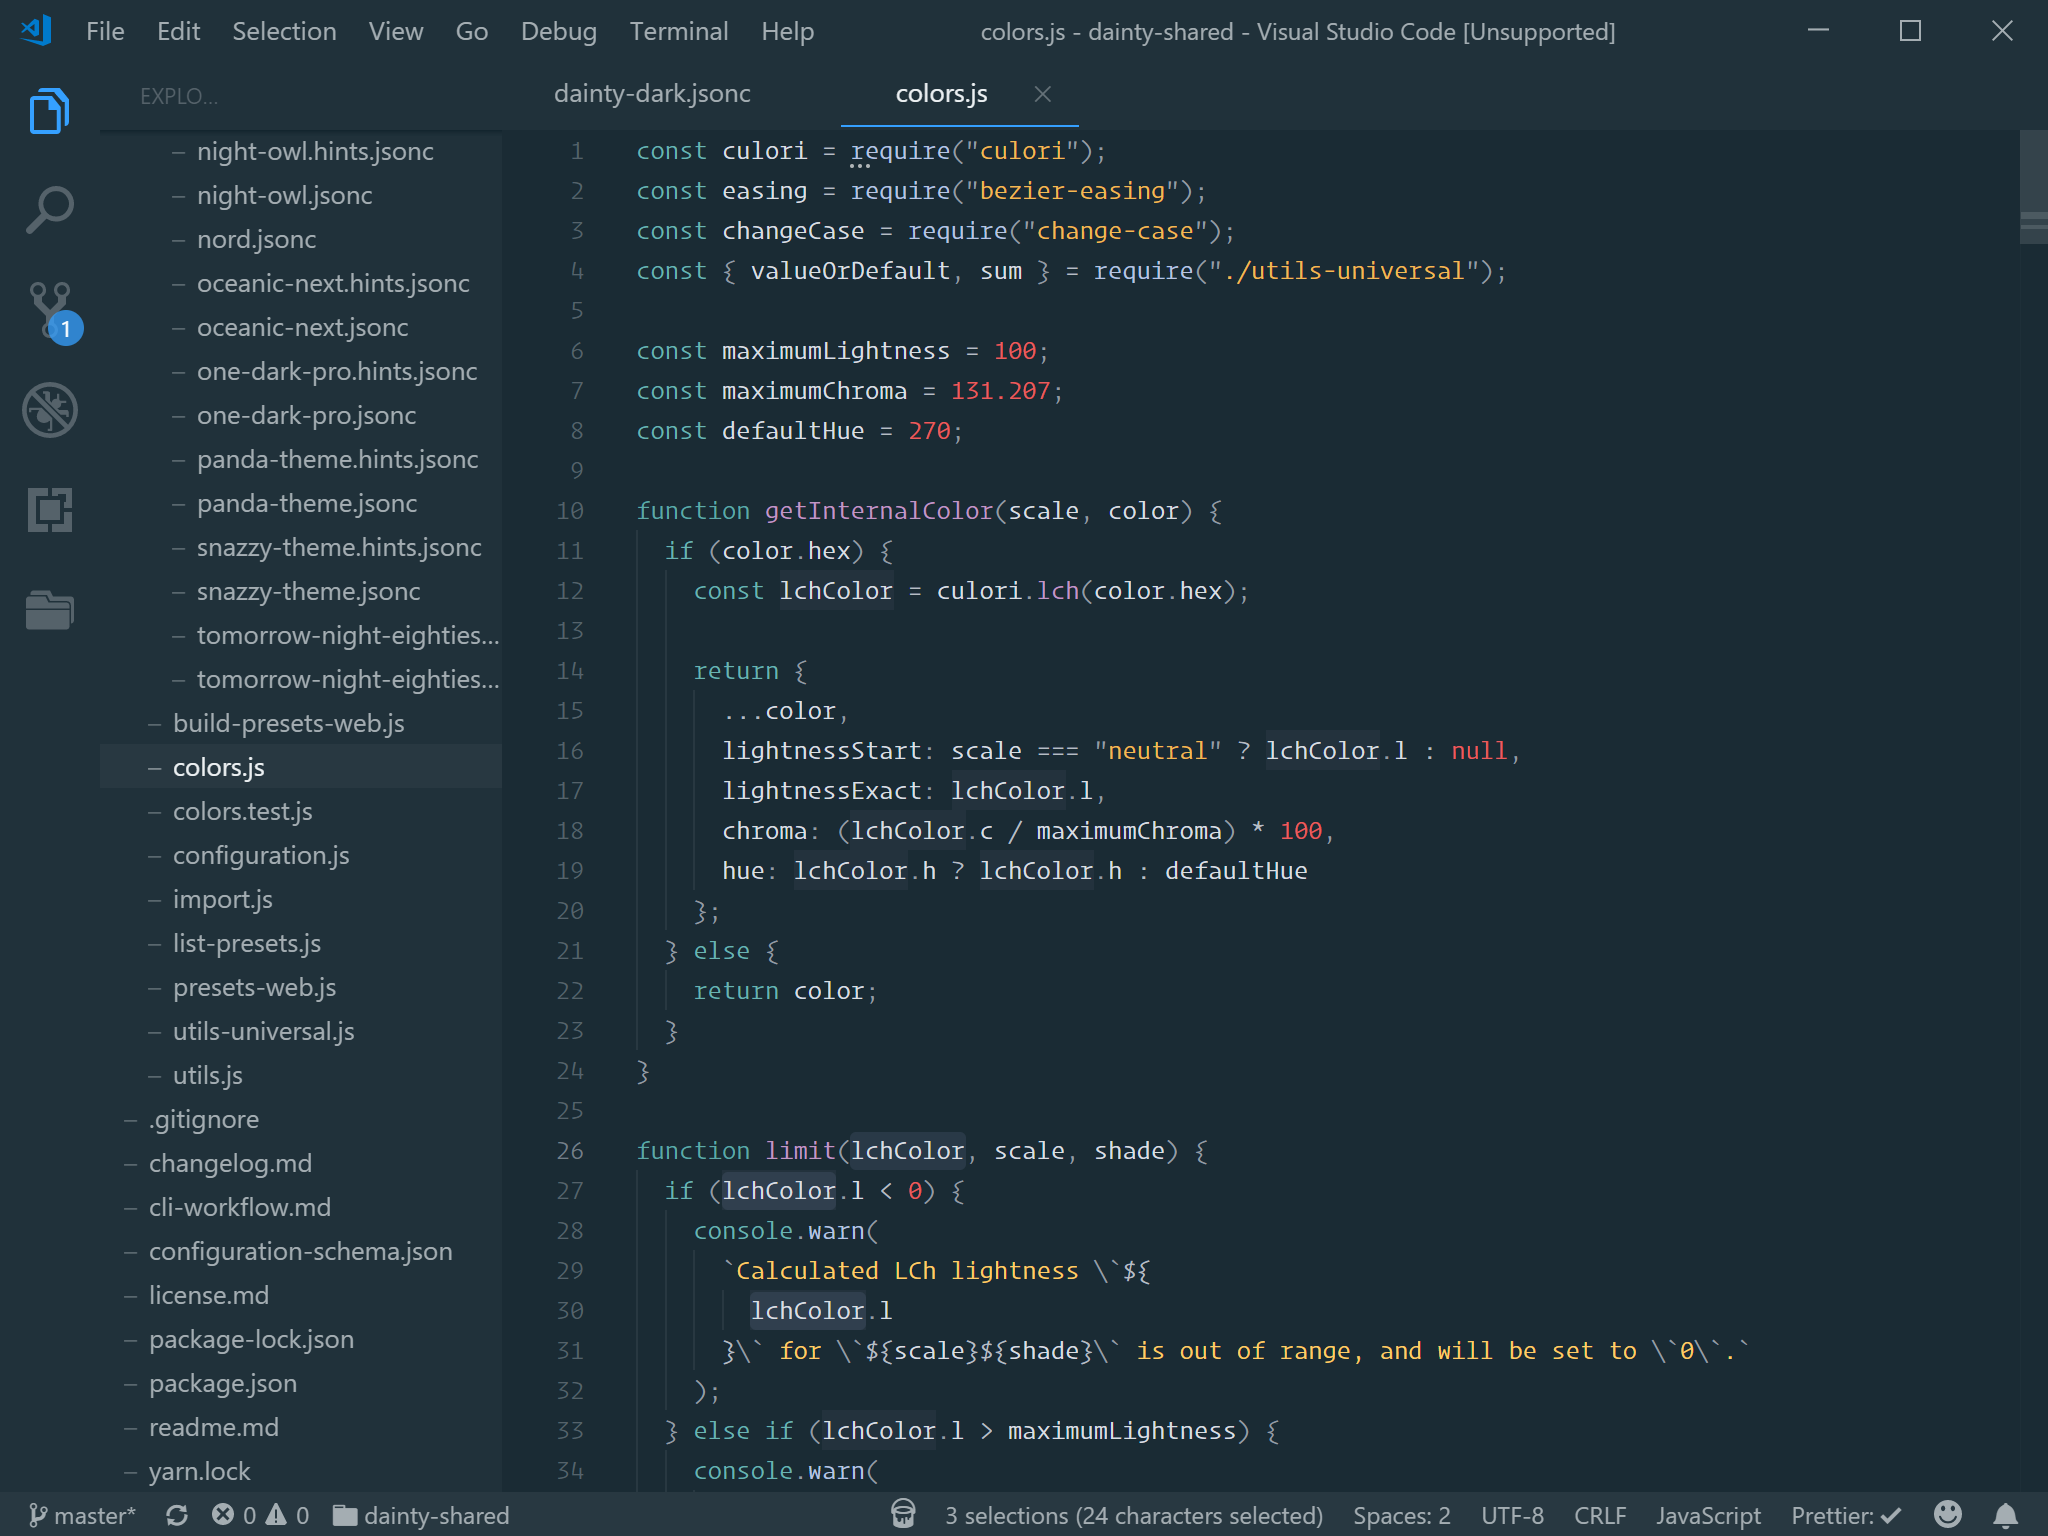 File Edit Selection View Go Debug Terminal Help
colors.js - dainty-shared - Visual Studio Code [Unsupported]
EXPLO...
night-owl.hints.jsonc
night-owl.jsonc
nord.jsonc
oceanic-next.hints.jsonc
oceanic-next.jsonc
one-dark-pro.hints.jsonc
one-dark-pro.jsonc
panda-theme.hints.jsonc
panda-theme.jsonc
snazzy-theme.hints.jsonc
snazzy-theme.jsonc
tomorrow-night-eighties...
tomorrow-night-eighties...
build-presets-web.js
colors.js
colors.test.js
configuration.js
import.js
list-presets.js
presets-web.js
utils-universal.js
utils.js
.gitignore
changelog.md
cli-workflow.md
configuration-schema.json
license.md
package-lock.json
package.json
readme.md
yarn.lock
1
dainty-dark.jsonc colors.js
1 const culori = require("culori");
2 const easing = require("bezier-easing");
3 const changeCase = require("change-case");
4 const { valueOrDefault, sum } = require("./utils-universal");
5
6 const maximumLightness = 100;
7 const maximumChroma = 131.207;
8 const defaultHue = 270;
9
10 function getInternalColor(scale, color) {
11 if (color.hex) {
12 const lchColor = culori.lch(color.hex);
13
14 return {
15 ...color,
16 lightnessStart: scale === "neutral" ? lchColor.l : null,
17 lightnessExact: lchColor.l,
18 chroma: (lchColor.c / maximumChroma) * 100,
19 hue: lchColor.h ? lchColor.h : defaultHue
20 };
21 } else {
22 return color;
23 }
24 }
25
26 function limit(lchColor, scale, shade) {
27 if (lchColor.l < 0) {
28 console.warn(
29 `Calculated LCh lightness \`${
30 lchColor.l
31 }\` for \`${scale}${shade}\` is out of range, and will be set to \`0\`.`
32 );
33 } else if (lchColor.l > maximumLightness) {
34 console.warn(
master* 0 0 dainty-shared 3 selections (24 characters selected) Spaces: 2 UTF-8 CRLF JavaScript Prettier: ✓